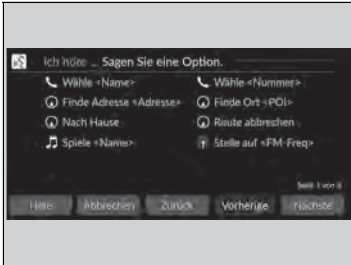 Ich höre ... Sagen Sie eine Option.
Wähle <Name> Wähle <Nummer>
Finde Adresse <Adresse> Finde Ort <POI>
Nach Hause Route abbrechen
Spiele <Name> Stelle auf <FM-Freq>
Seite 1 von
Hilfe Abbrechen Zurück Vorherige Nächste